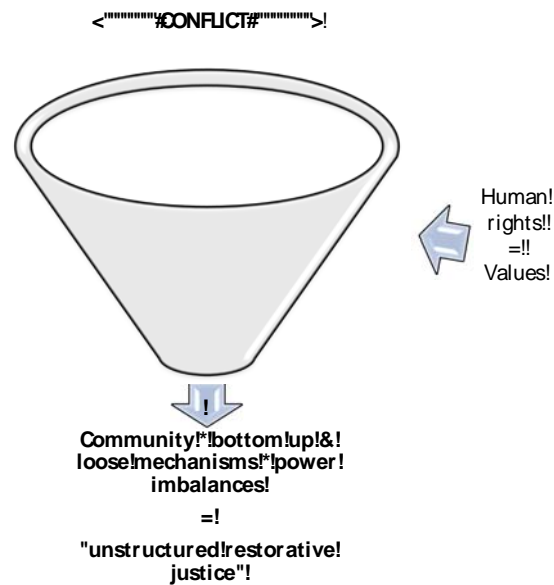 <"""""""#CONFLICT#""""""">!
Human!
rights!!
=!!
Values!
!
Community!*!bottom!up!&!
loose!mechanisms!*!power!
imbalances!
=!
"unstructured!restorative!
justice"!